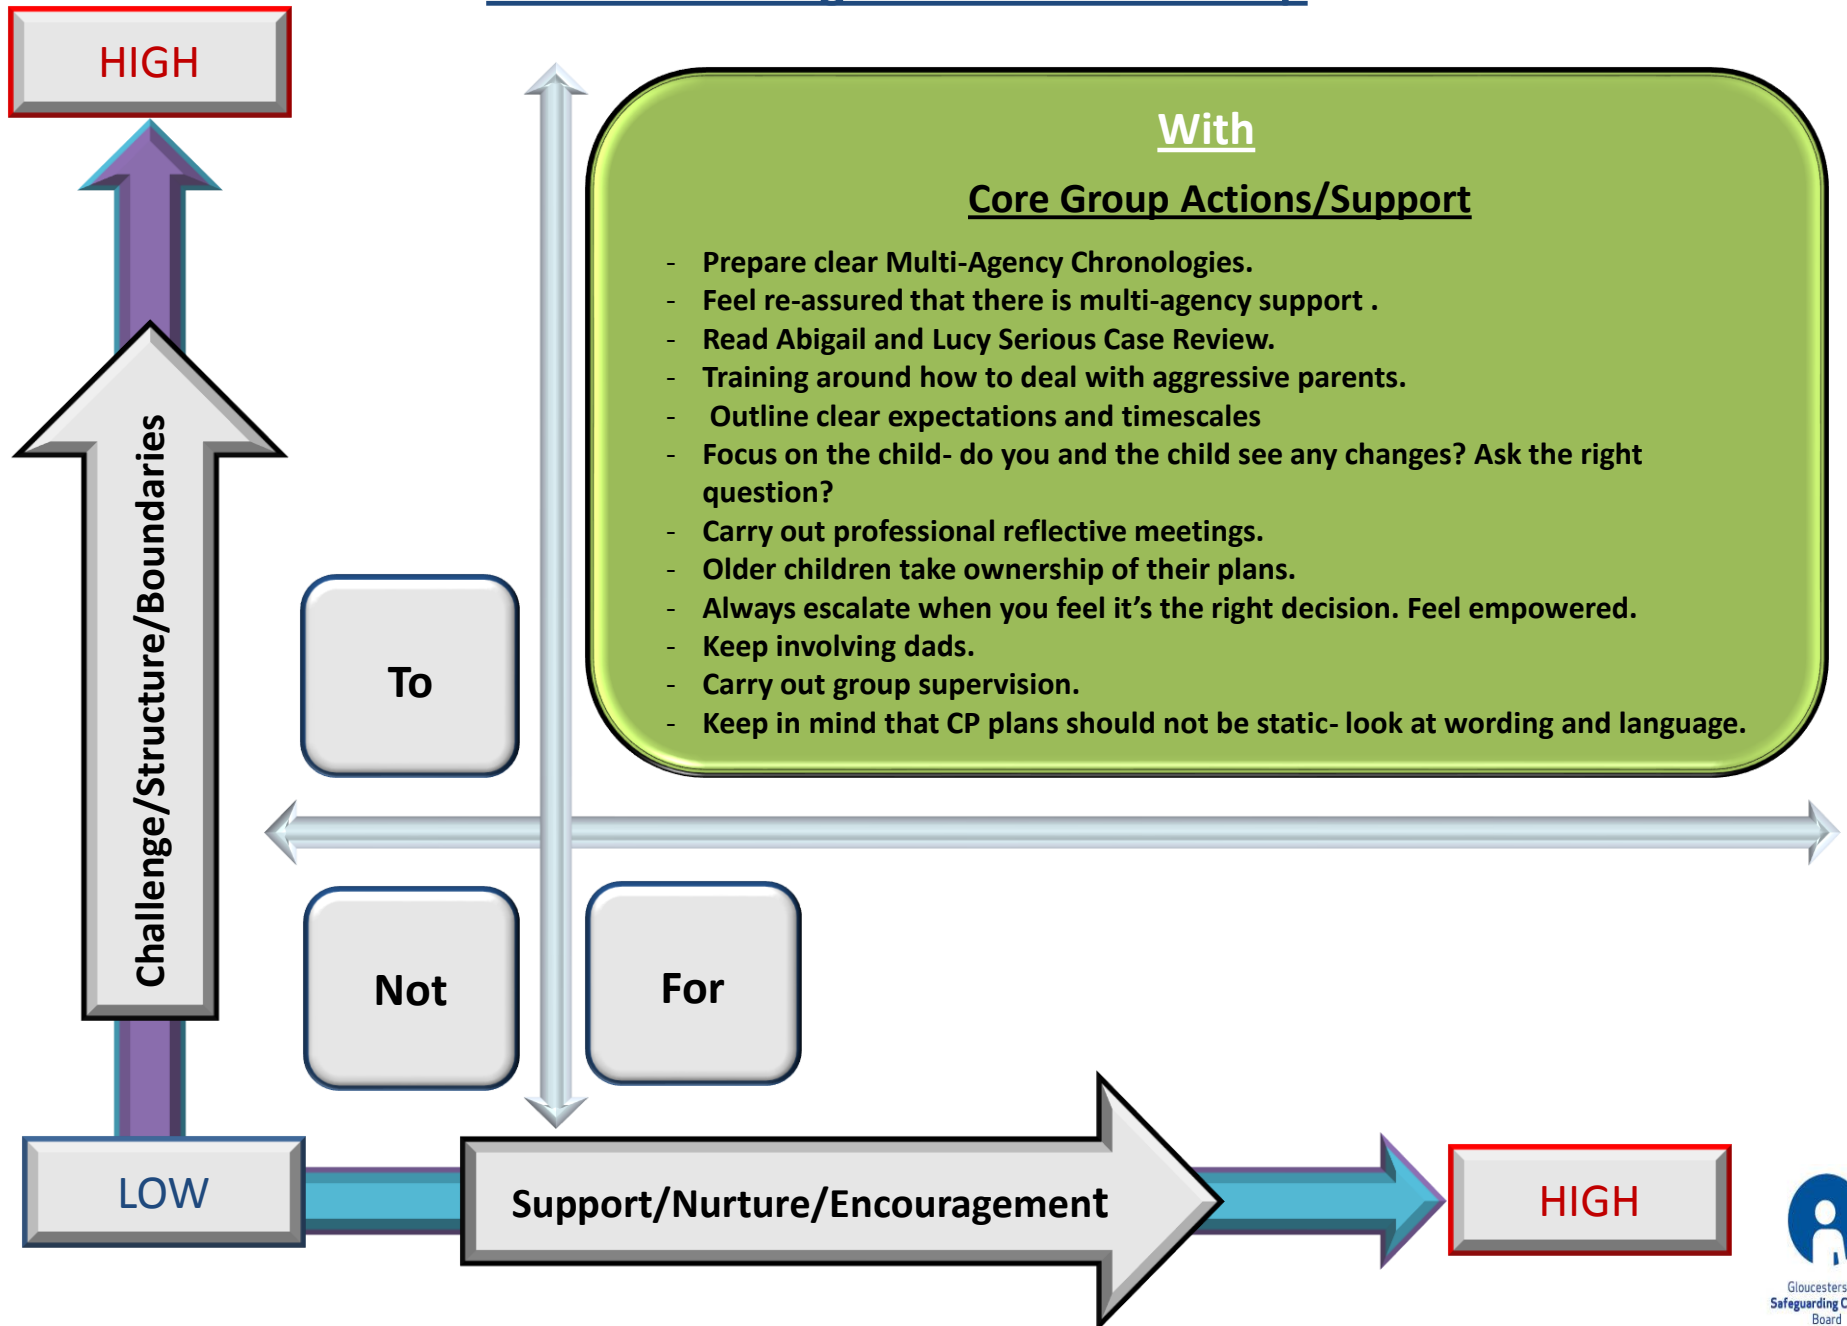 HIGH
With
Core Group Actions/Support
- Prepare clear Multi-Agency Chronologies.
- Feel re-assured that there is multi-agency support .
- Read Abigail and Lucy Serious Case Review.
- Training around how to deal with aggressive parents.
- Outline clear expectations and timescales
- Focus on the child- do you and the child see any changes? Ask the right
question?
- Carry out professional reflective meetings.
- Older children take ownership of their plans.
- Always escalate when you feel it's the right decision. Feel empowered.
- Keep involving dads.
- Carry out group supervision.
- Keep in mind that CP plans should not be static- look at wording and language.
Challenge/Structure/Boundaries
To
Not
For
LOW
Support/Nurture/Encouragement
HIGH
Safeguarding
Board